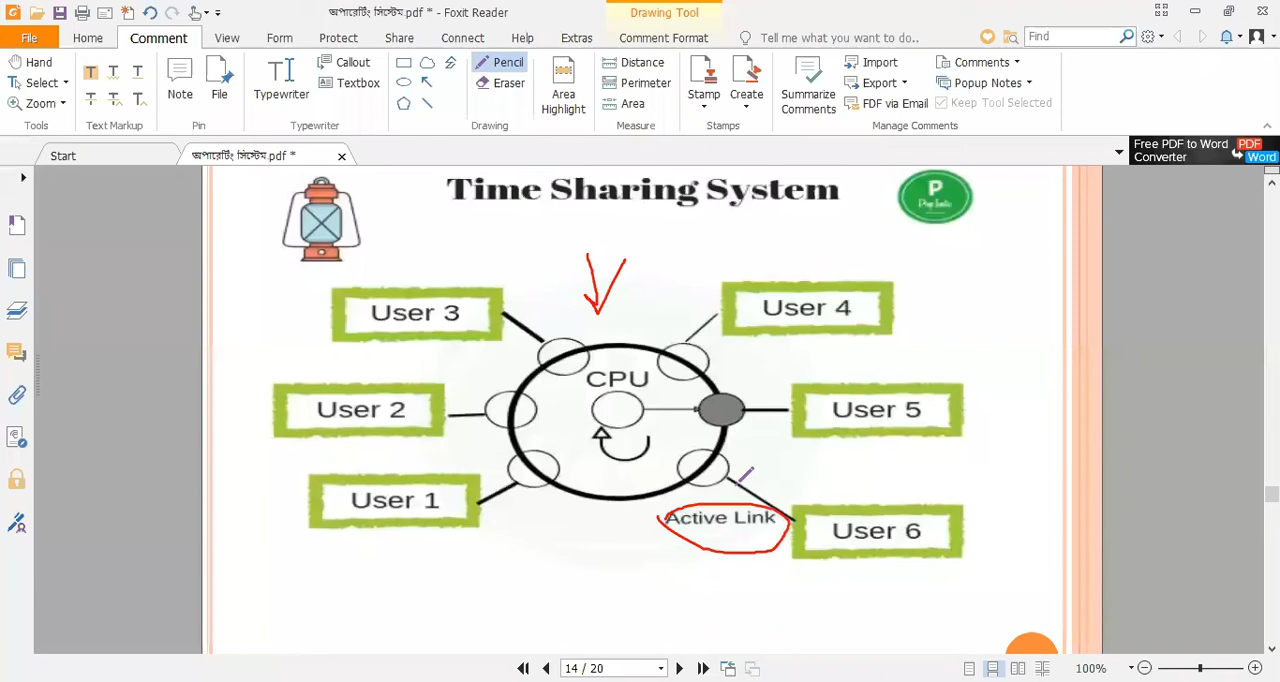 অপারেটিং সিস্টেম.pdf * - Foxit Reader
Drawing Tool
File Home Comment View Form Protect Share Connect Help Extras Comment Format Tell me what you want to do.. Find
Hand
Select
Zoom
Tools
T T T
T T T
Text Markup
Note
File
Pin
Typewriter
Callout
Textbox
Typewriter
Pencil
Eraser
Drawing
Area Highlight
Distance
Perimeter
Area
Measure
Stamp
Create
Stamps
Summarize Comments
Import
Export
FDF via Email
Comments
Popup Notes
Keep Tool Selected
Manage Comments
Start
অপারেটিং সিস্টেম.pdf *
Free PDF to Word Converter
PDF
Word
Time Sharing System
P
User 3
User 4
CPU
User 2
User 5
User 1
Active Link
User 6
14 / 20
100%